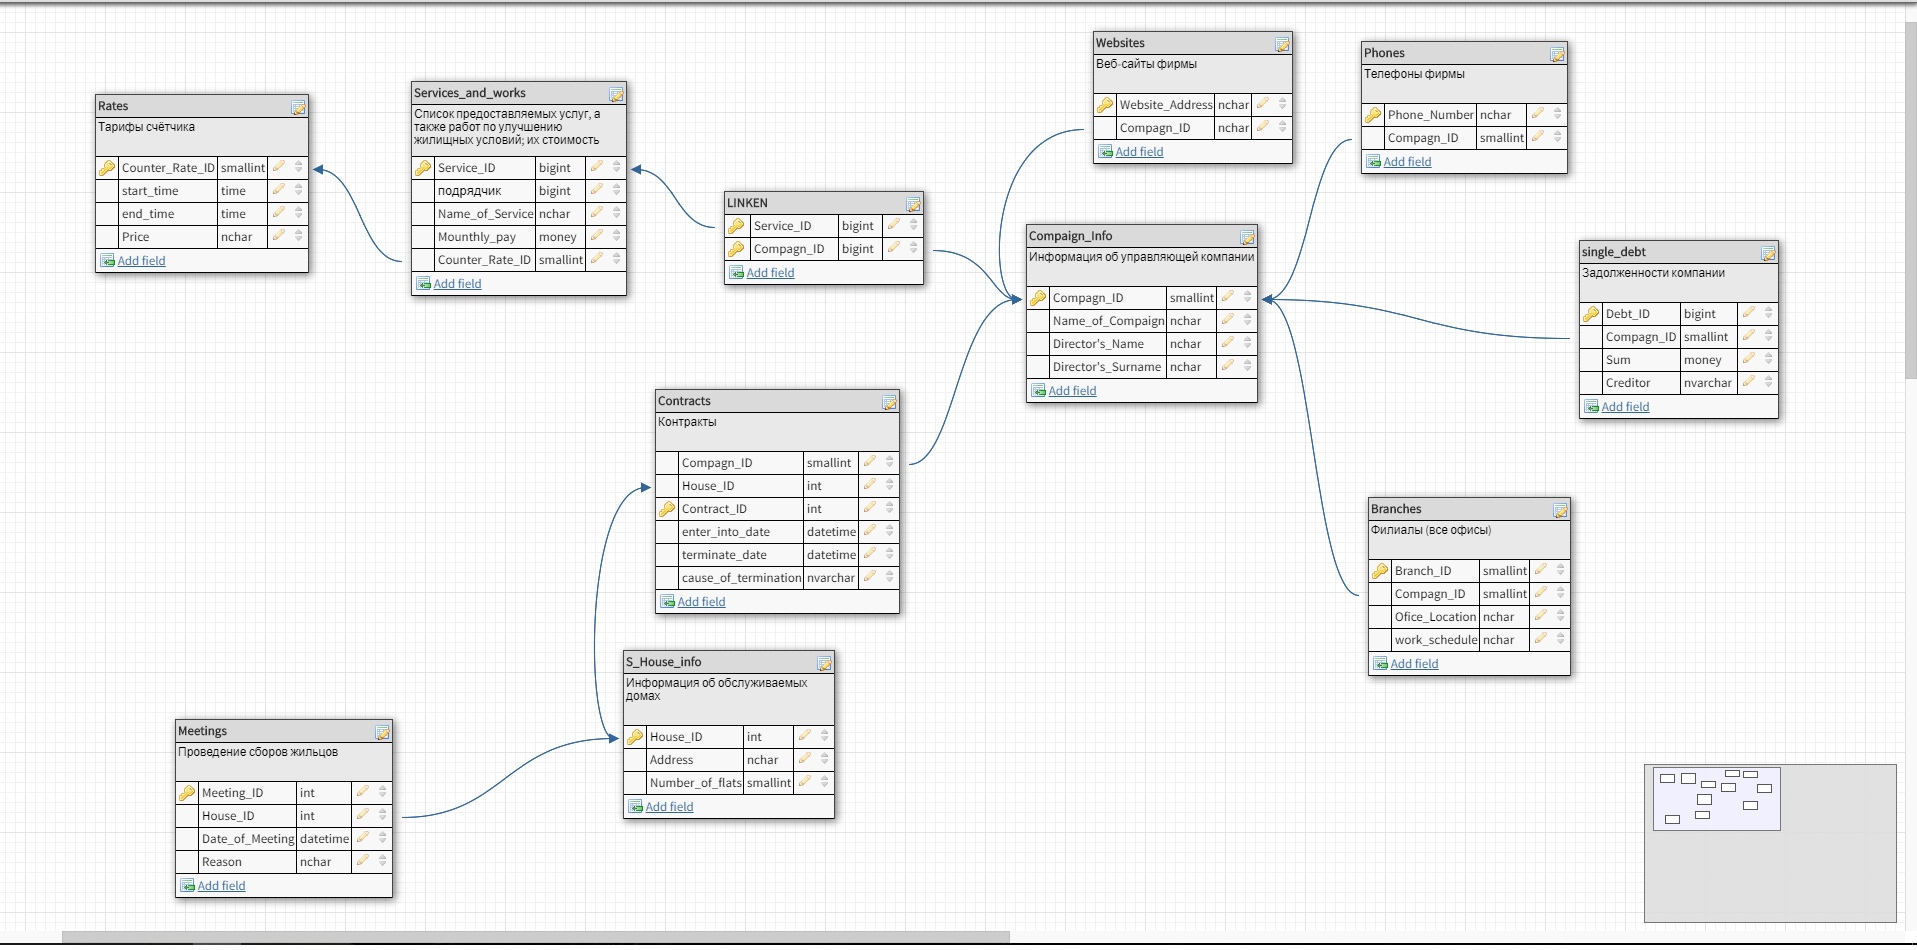 Rates
Тарифы счётчика
Counter_Rate_ID smallint
start_time time
end_time time
Price nchar
Add field
Services_and_works
Список предоставляемых услуг, а
также работ по улучшению
жилищных условий; их стоимость
Service_ID bigint
подрядчик bigint
Name_of_Service nchar
Mounthly_pay money
Counter_Rate_ID smallint
Add field
LINKEN
Service_ID bigint
Compagn_ID bigint
Add field
Websites
Веб-сайты фирмы
Website_Address nchar
Compagn_ID nchar
Add field
Phones
Телефоны фирмы
Phone_Number nchar
Compagn_ID smallint
Add field
Compaign_Info
Информация об управляющей компании
Compagn_ID smallint
Name_of_Compaign nchar
Director's_Name nchar
Director's_Surname nchar
Add field
single_debt
Задолженности компании
Debt_ID bigint
Compagn_ID smallint
Sum money
Creditor nvarchar
Add field
Contracts
Контракты
Compagn_ID smallint
House_ID int
Contract_ID int
enter_into_date datetime
terminate_date datetime
cause_of_termination nvarchar
Add field
Branches
Филиалы (все офисы)
Branch_ID smallint
Compagn_ID smallint
Ofice_Location nchar
work_schedule nchar
Add field
S_House_info
Информация об обслуживаемых
домах
House_ID int
Address nchar
Number_of_flats smallint
Add field
Meetings
Проведение сборов жильцов
Meeting_ID int
House_ID int
Date_of_Meeting datetime
Reason nchar
Add field